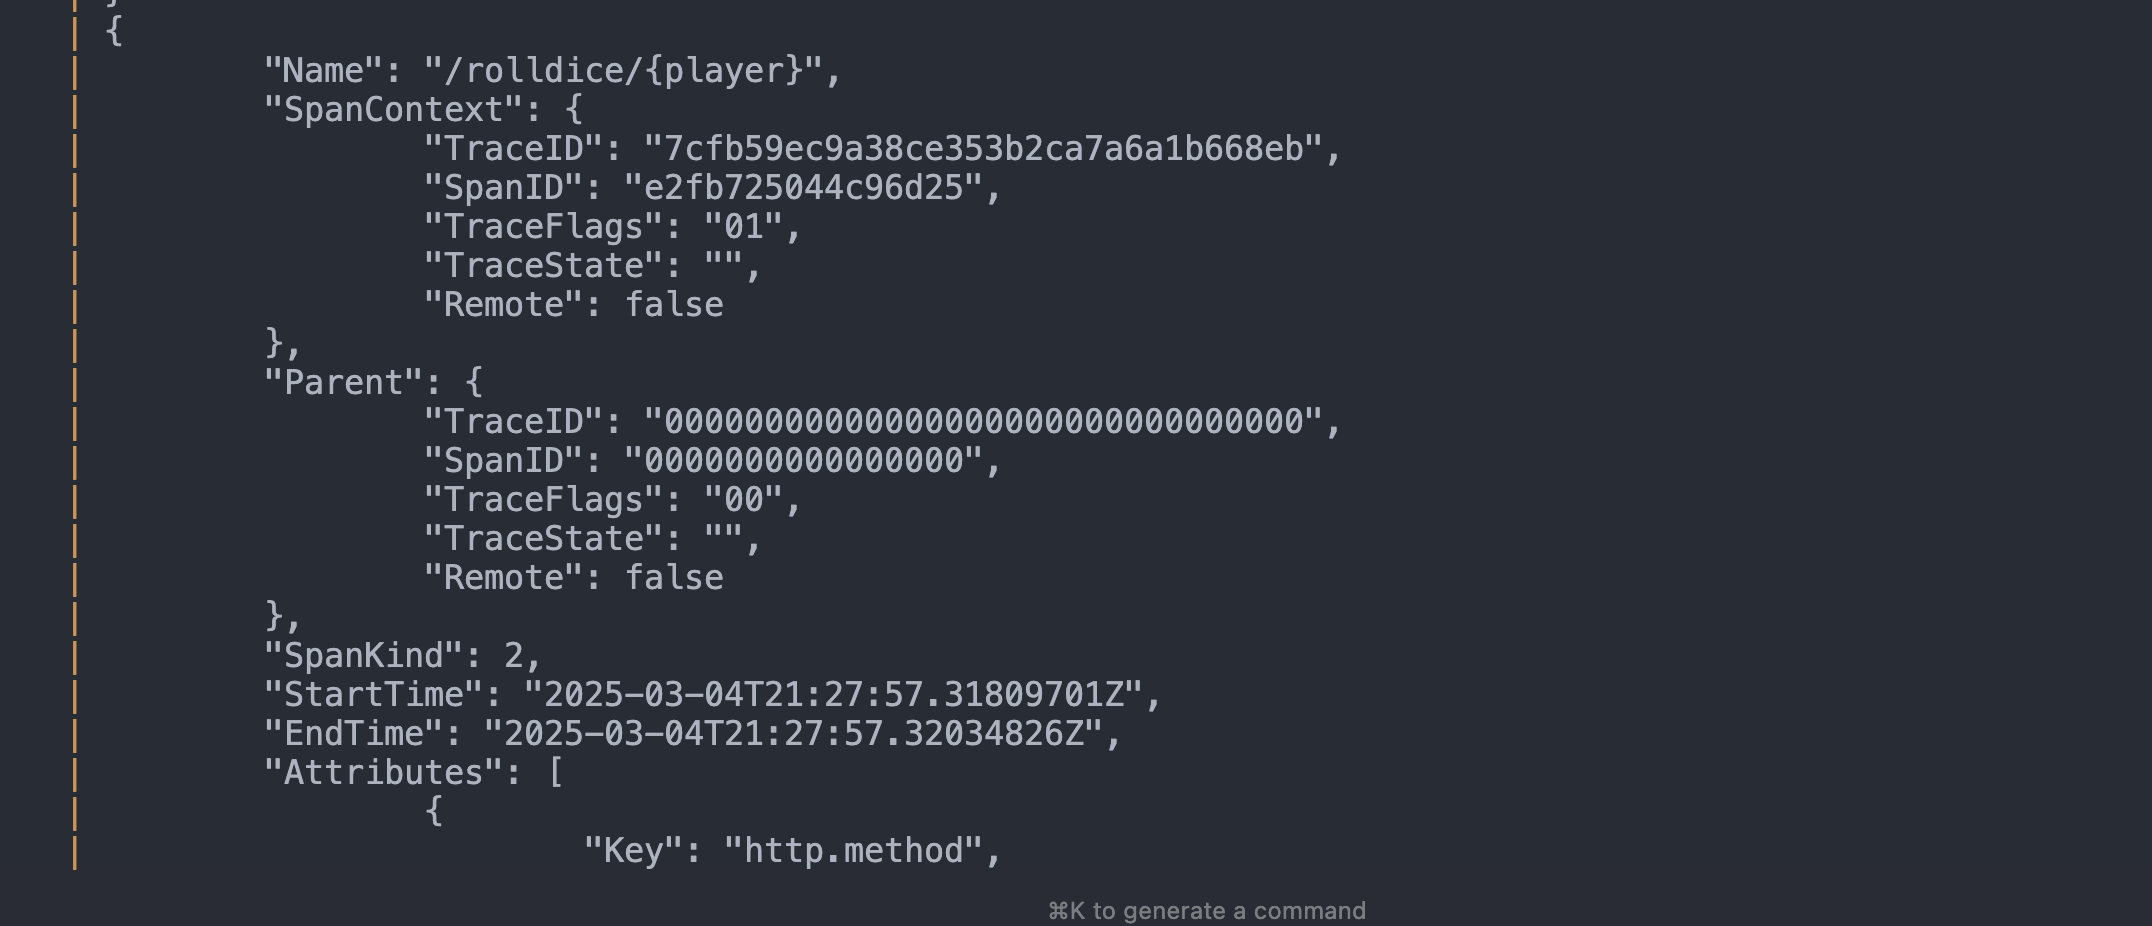 {
"Name": "/rolldice/{player}",
"SpanContext": {
"TraceID": "7cfb59ec9a38ce353b2ca7a6a1b668eb",
"SpanID": "e2fb725044c96d25",
"TraceFlags": "01",
"TraceState": "",
"Remote": false
},
"Parent": {
"TraceID": "00000000000000000000000000000000",
"SpanID": "0000000000000000",
"TraceFlags": "00",
"TraceState": "",
"Remote": false
},
"SpanKind": 2,
"StartTime": "2025-03-04T21:27:57.31809701Z",
"EndTime": "2025-03-04T21:27:57.32034826Z",
"Attributes": [
{
"Key": "http.method",
⌘K to generate a command